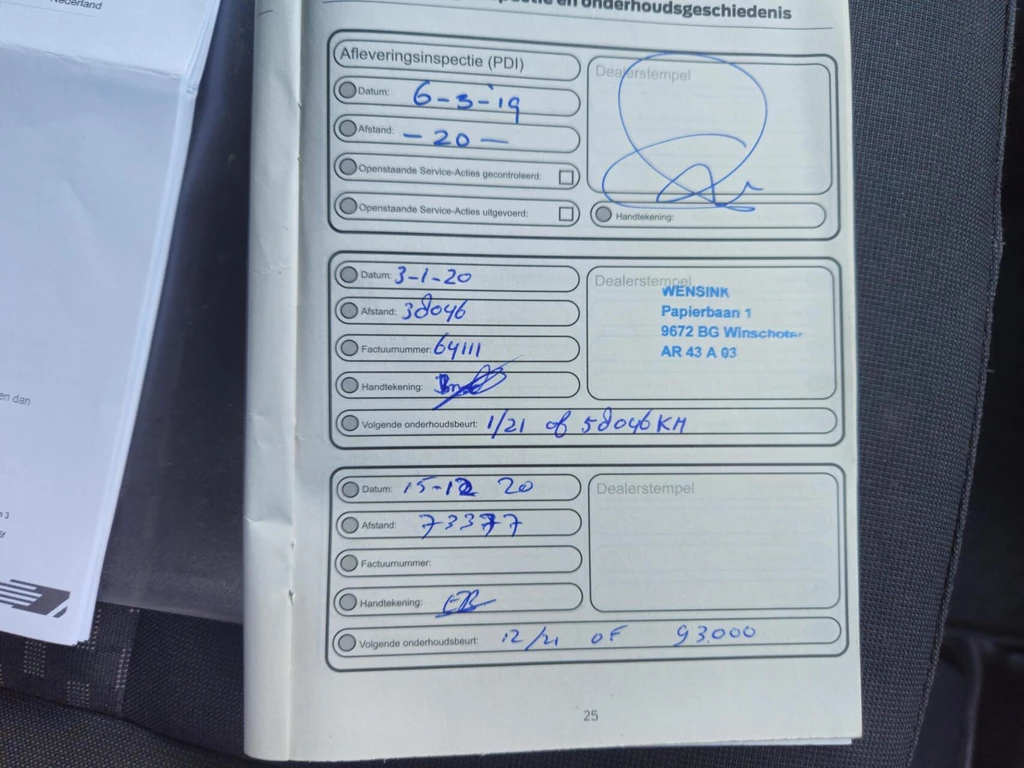 Nederland
en dan
onderhoudsgeschiedenis
Afleveringsinspectie (PDI)
Dealerstempel
Datum: 6-3-'19
Afstand: -20-
Openstaande Service-Acties gecontroleerd:
Openstaande Service-Acties uitgevoerd:
Handtekening:
Datum: 3-1-20
Dealerstempel
WENSINK
Papierbaan 1
9672 BG Winschoten
AR 43 A 03
Afstand: 38046
Factuurnummer: 64111
Handtekening:
Volgende onderhoudsbeurt: 1/21 of 58046 KM
Datum: 15-12 20
Dealerstempel
Afstand: 73377
Factuurnummer:
Handtekening:
Volgende onderhoudsbeurt: 12/21 OF 93.000
25